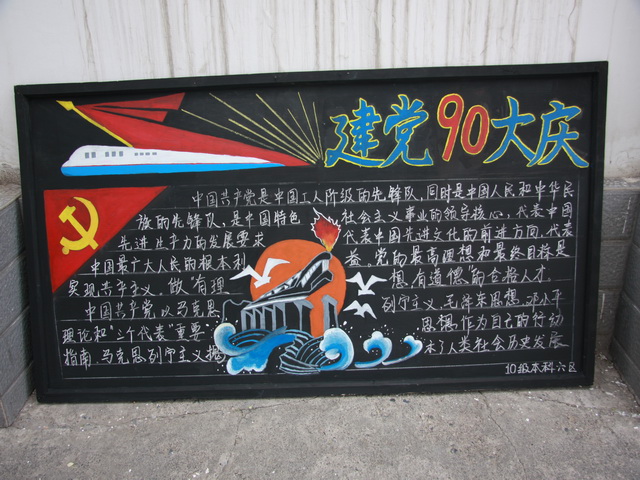 建党90大庆
中国共产党是中国工人阶级的先锋队,同时是中国人民和中华民
族的先锋队,是中国特色社会主义事业的领导核心,代表中国
先进生产力的发展要求 代表中国先进文化的前进方向,代表
中国最广大人民的根本利益。党的最高理想和最终目标是
实现共产主义。做“有理想,有道德”的合格人才.
中国共产党以马克思列宁主义、毛泽东思想、邓小平
理论和“三个代表”重要思想作为自己的行动
指南,马克思列宁主义揭示了人类社会历史发展
10级本科六区